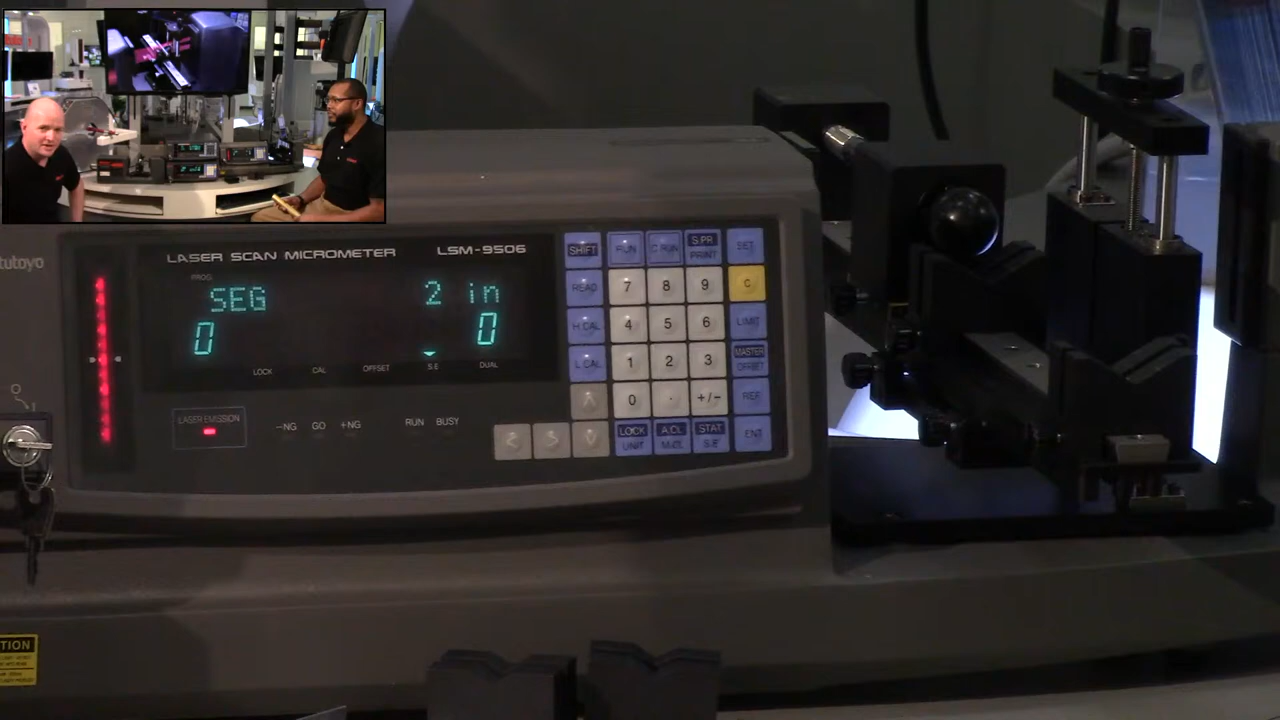 tutoyo
LASER SCAN MICROMETER LSM-9506
PROG.
SEG 2 in
0 0
LOCK CAL OFFSET S.E DUAL
LASER EMISSION
-NG GO +NG RUN BUSY
SHIFT RUN C.RUN S.PR PRINT SET
READ 7 8 9 C
H.CAL 4 5 6 LIMIT
L.CAL 1 2 3 MASTER OFFSET
0 . +/- REF
LOCK UNIT A.CL M.CL STAT S.E ENT
O
I
TION